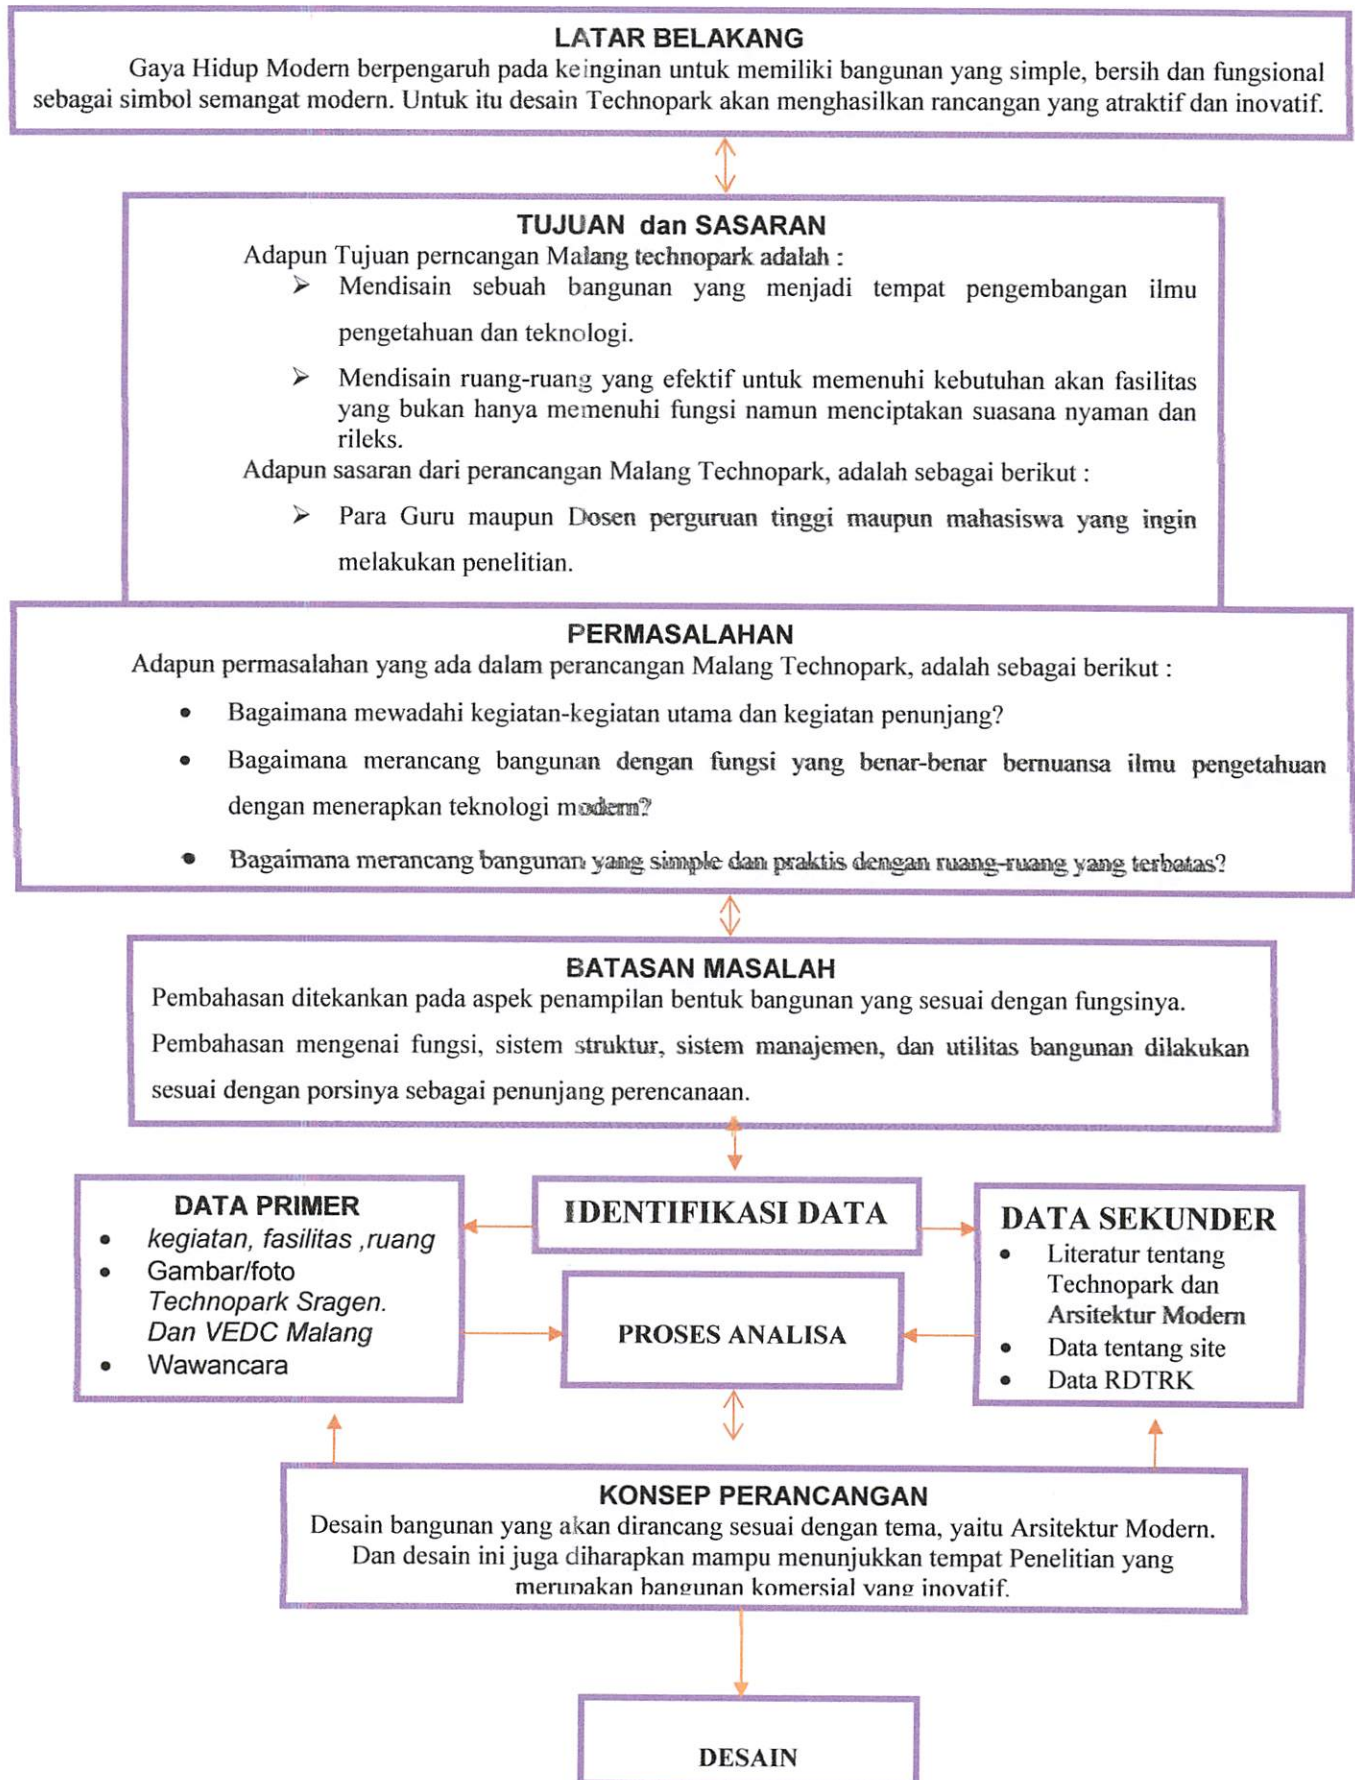 LATAR BELAKANG
Gaya Hidup Modern berpengaruh pada keinginan untuk memiliki bangunan yang simple, bersih dan fungsional
sebagai simbol semangat modern. Untuk itu desain Technopark akan menghasilkan rancangan yang atraktif dan inovatif.
TUJUAN dan SASARAN
Adapun Tujuan perncangan Malang technopark adalah :
➢ Mendisain sebuah bangunan yang menjadi tempat pengembangan ilmu
pengetahuan dan teknologi.
➢ Mendisain ruang-ruang yang efektif untuk memenuhi kebutuhan akan fasilitas
yang bukan hanya memenuhi fungsi namun menciptakan suasana nyaman dan
rileks.
Adapun sasaran dari perancangan Malang Technopark, adalah sebagai berikut :
➢ Para Guru maupun Dosen perguruan tinggi maupun mahasiswa yang ingin
melakukan penelitian.
PERMASALAHAN
Adapun permasalahan yang ada dalam perancangan Malang Technopark, adalah sebagai berikut :
• Bagaimana mewadahi kegiatan-kegiatan utama dan kegiatan penunjang?
• Bagaimana merancang bangunan dengan fungsi yang benar-benar bernuansa ilmu pengetahuan
dengan menerapkan teknologi modern?
• Bagaimana merancang bangunan yang simple dan praktis dengan ruang-ruang yang terbatas?
BATASAN MASALAH
Pembahasan ditekankan pada aspek penampilan bentuk bangunan yang sesuai dengan fungsinya.
Pembahasan mengenai fungsi, sistem struktur, sistem manajemen, dan utilitas bangunan dilakukan
sesuai dengan porsinya sebagai penunjang perencanaan.
DATA PRIMER
• kegiatan, fasilitas ,ruang
• Gambar/foto
Technopark Sragen.
Dan VEDC Malang
• Wawancara
IDENTIFIKASI DATA
PROSES ANALISA
DATA SEKUNDER
• Literatur tentang
Technopark dan
Arsitektur Modern
• Data tentang site
• Data RDTRK
KONSEP PERANCANGAN
Desain bangunan yang akan dirancang sesuai dengan tema, yaitu Arsitektur Modern.
Dan desain ini juga diharapkan mampu menunjukkan tempat Penelitian yang
merupakan bangunan komersial yang inovatif.
DESAIN